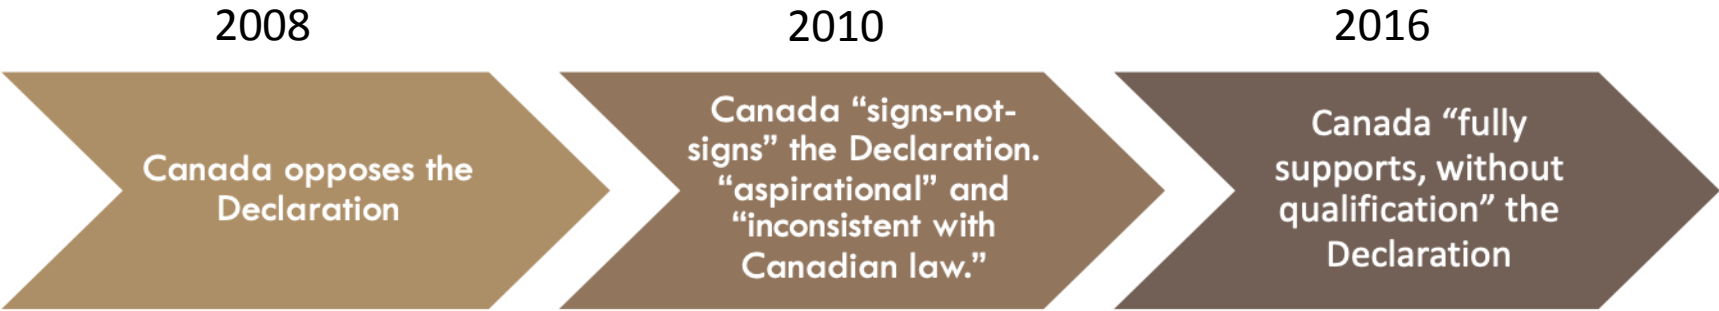 2008
Canada opposes the
Declaration
2010
Canada “signs-not-
signs” the Declaration.
“aspirational” and
“inconsistent with
Canadian law.”
2016
Canada “fully
supports, without
qualification” the
Declaration